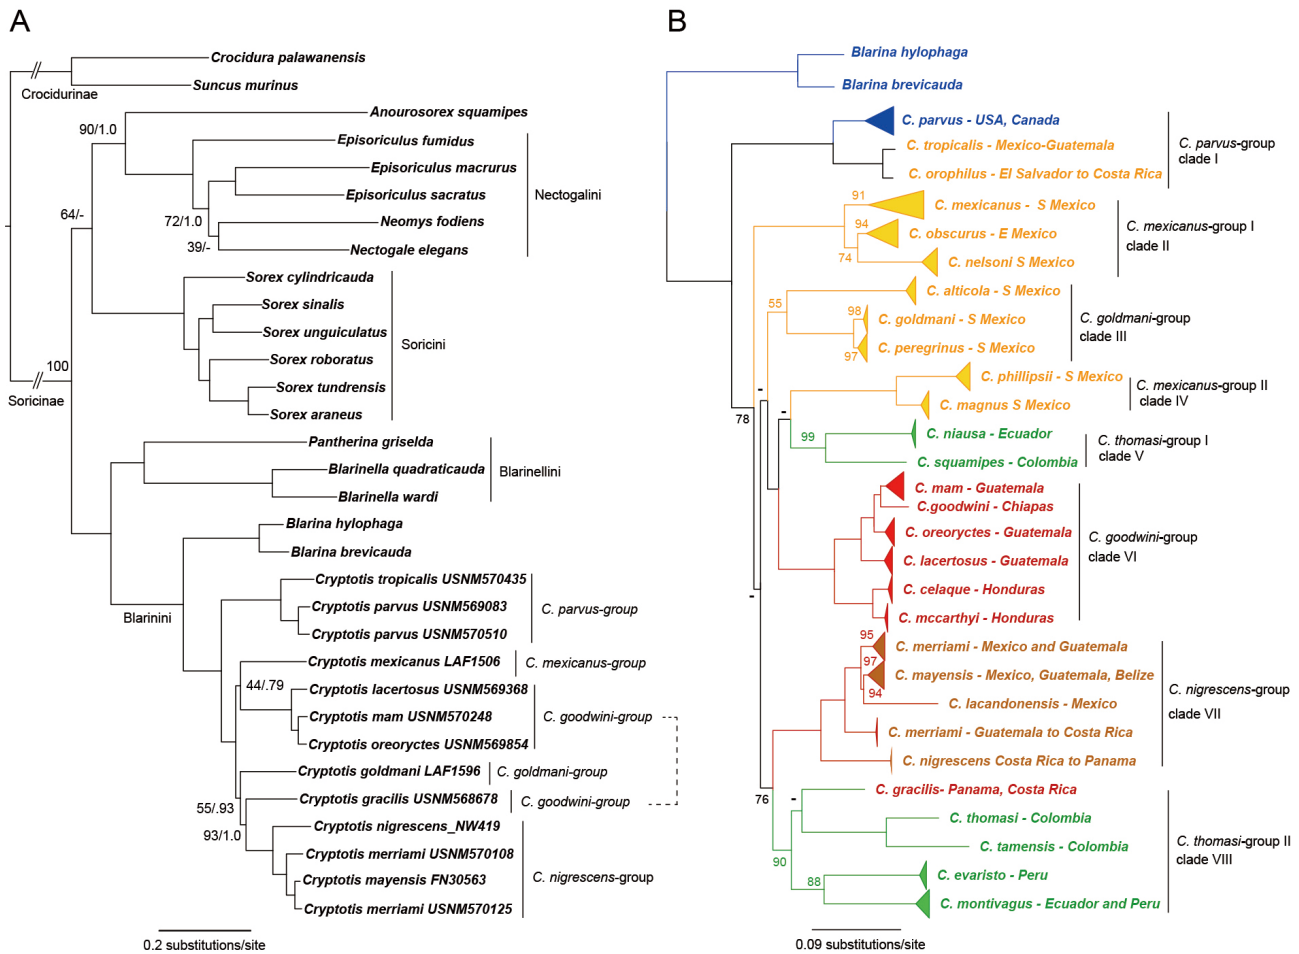 A
Crocidura palawanensis
Suncus murinus
Crocidurinae
Anourosorex squamipes
90/1.0
Episoriculus fumidus
Episoriculus macrurus
Nectogalini
Episoriculus sacratus
64/-
72/1.0
Neomys fodiens
39/-
Nectogale elegans
Sorex cylindricauda
Sorex sinalis
Sorex unguiculatus
Soricini
Sorex roboratus
100
Sorex tundrensis
Soricinae
Sorex araneus
Pantherina griselda
Blarinella quadraticauda
Blarinellini
Blarinella wardi
Blarina hylophaga
Blarina brevicauda
Cryptotis tropicalis USNM570435
Cryptotis parvus USNM569083
C. parvus-group
Blarinini
Cryptotis parvus USNM570510
Cryptotis mexicanus LAF1506
C. mexicanus-group
44/.79
Cryptotis lacertosus USNM569368
Cryptotis mam USNM570248
C. goodwini-group
Cryptotis oreoryctes USNM569854
Cryptotis goldmani LAF1596
C. goldmani-group
Cryptotis gracilis USNM568678
C. goodwini-group
55/.93
93/1.0
Cryptotis nigrescens_NW419
Cryptotis merriami USNM570108
Cryptotis mayensis FN30563
C. nigrescens-group
Cryptotis merriami USNM570125
0.2 substitutions/site
B
Blarina hylophaga
Blarina brevicauda
C. parvus - USA, Canada
C. tropicalis - Mexico-Guatemala
C. parvus-group
clade I
C. orophilus - El Salvador to Costa Rica
91
C. mexicanus - S Mexico
94
C. obscurus - E Mexico
C. mexicanus-group I
clade II
74
C. nelsoni S Mexico
C. alticola - S Mexico
55
98
C. goldmani - S Mexico
C. goldmani-group
clade III
97
C. peregrinus - S Mexico
C. phillipsii - S Mexico
C. mexicanus-group II
clade IV
-
C. magnus S Mexico
-
78
99
C. niausa - Ecuador
C. thomasi-group I
clade V
C. squamipes - Colombia
C. mam - Guatemala
C.goodwini - Chiapas
C. oreoryctes - Guatemala
C. goodwini-group
clade VI
C. lacertosus - Guatemala
C. celaque - Honduras
-
C. mccarthyi - Honduras
95
C. merriami - Mexico and Guatemala
97
C. mayensis - Mexico, Guatemala, Belize
94
C. nigrescens-group
clade VII
C. lacandonensis - Mexico
C. merriami - Guatemala to Costa Rica
C. nigrescens Costa Rica to Panama
76
-
C. gracilis- Panama, Costa Rica
C. thomasi - Colombia
C. thomasi-group II
clade VIII
C. tamensis - Colombia
90
88
C. evaristo - Peru
C. montivagus - Ecuador and Peru
0.09 substitutions/site